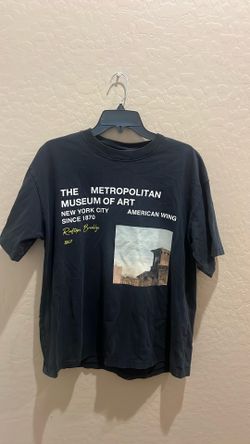 THE METROPOLITAN
MUSEUM OF ART
NEW YORK CITY AMERICAN WING
SINCE 1870